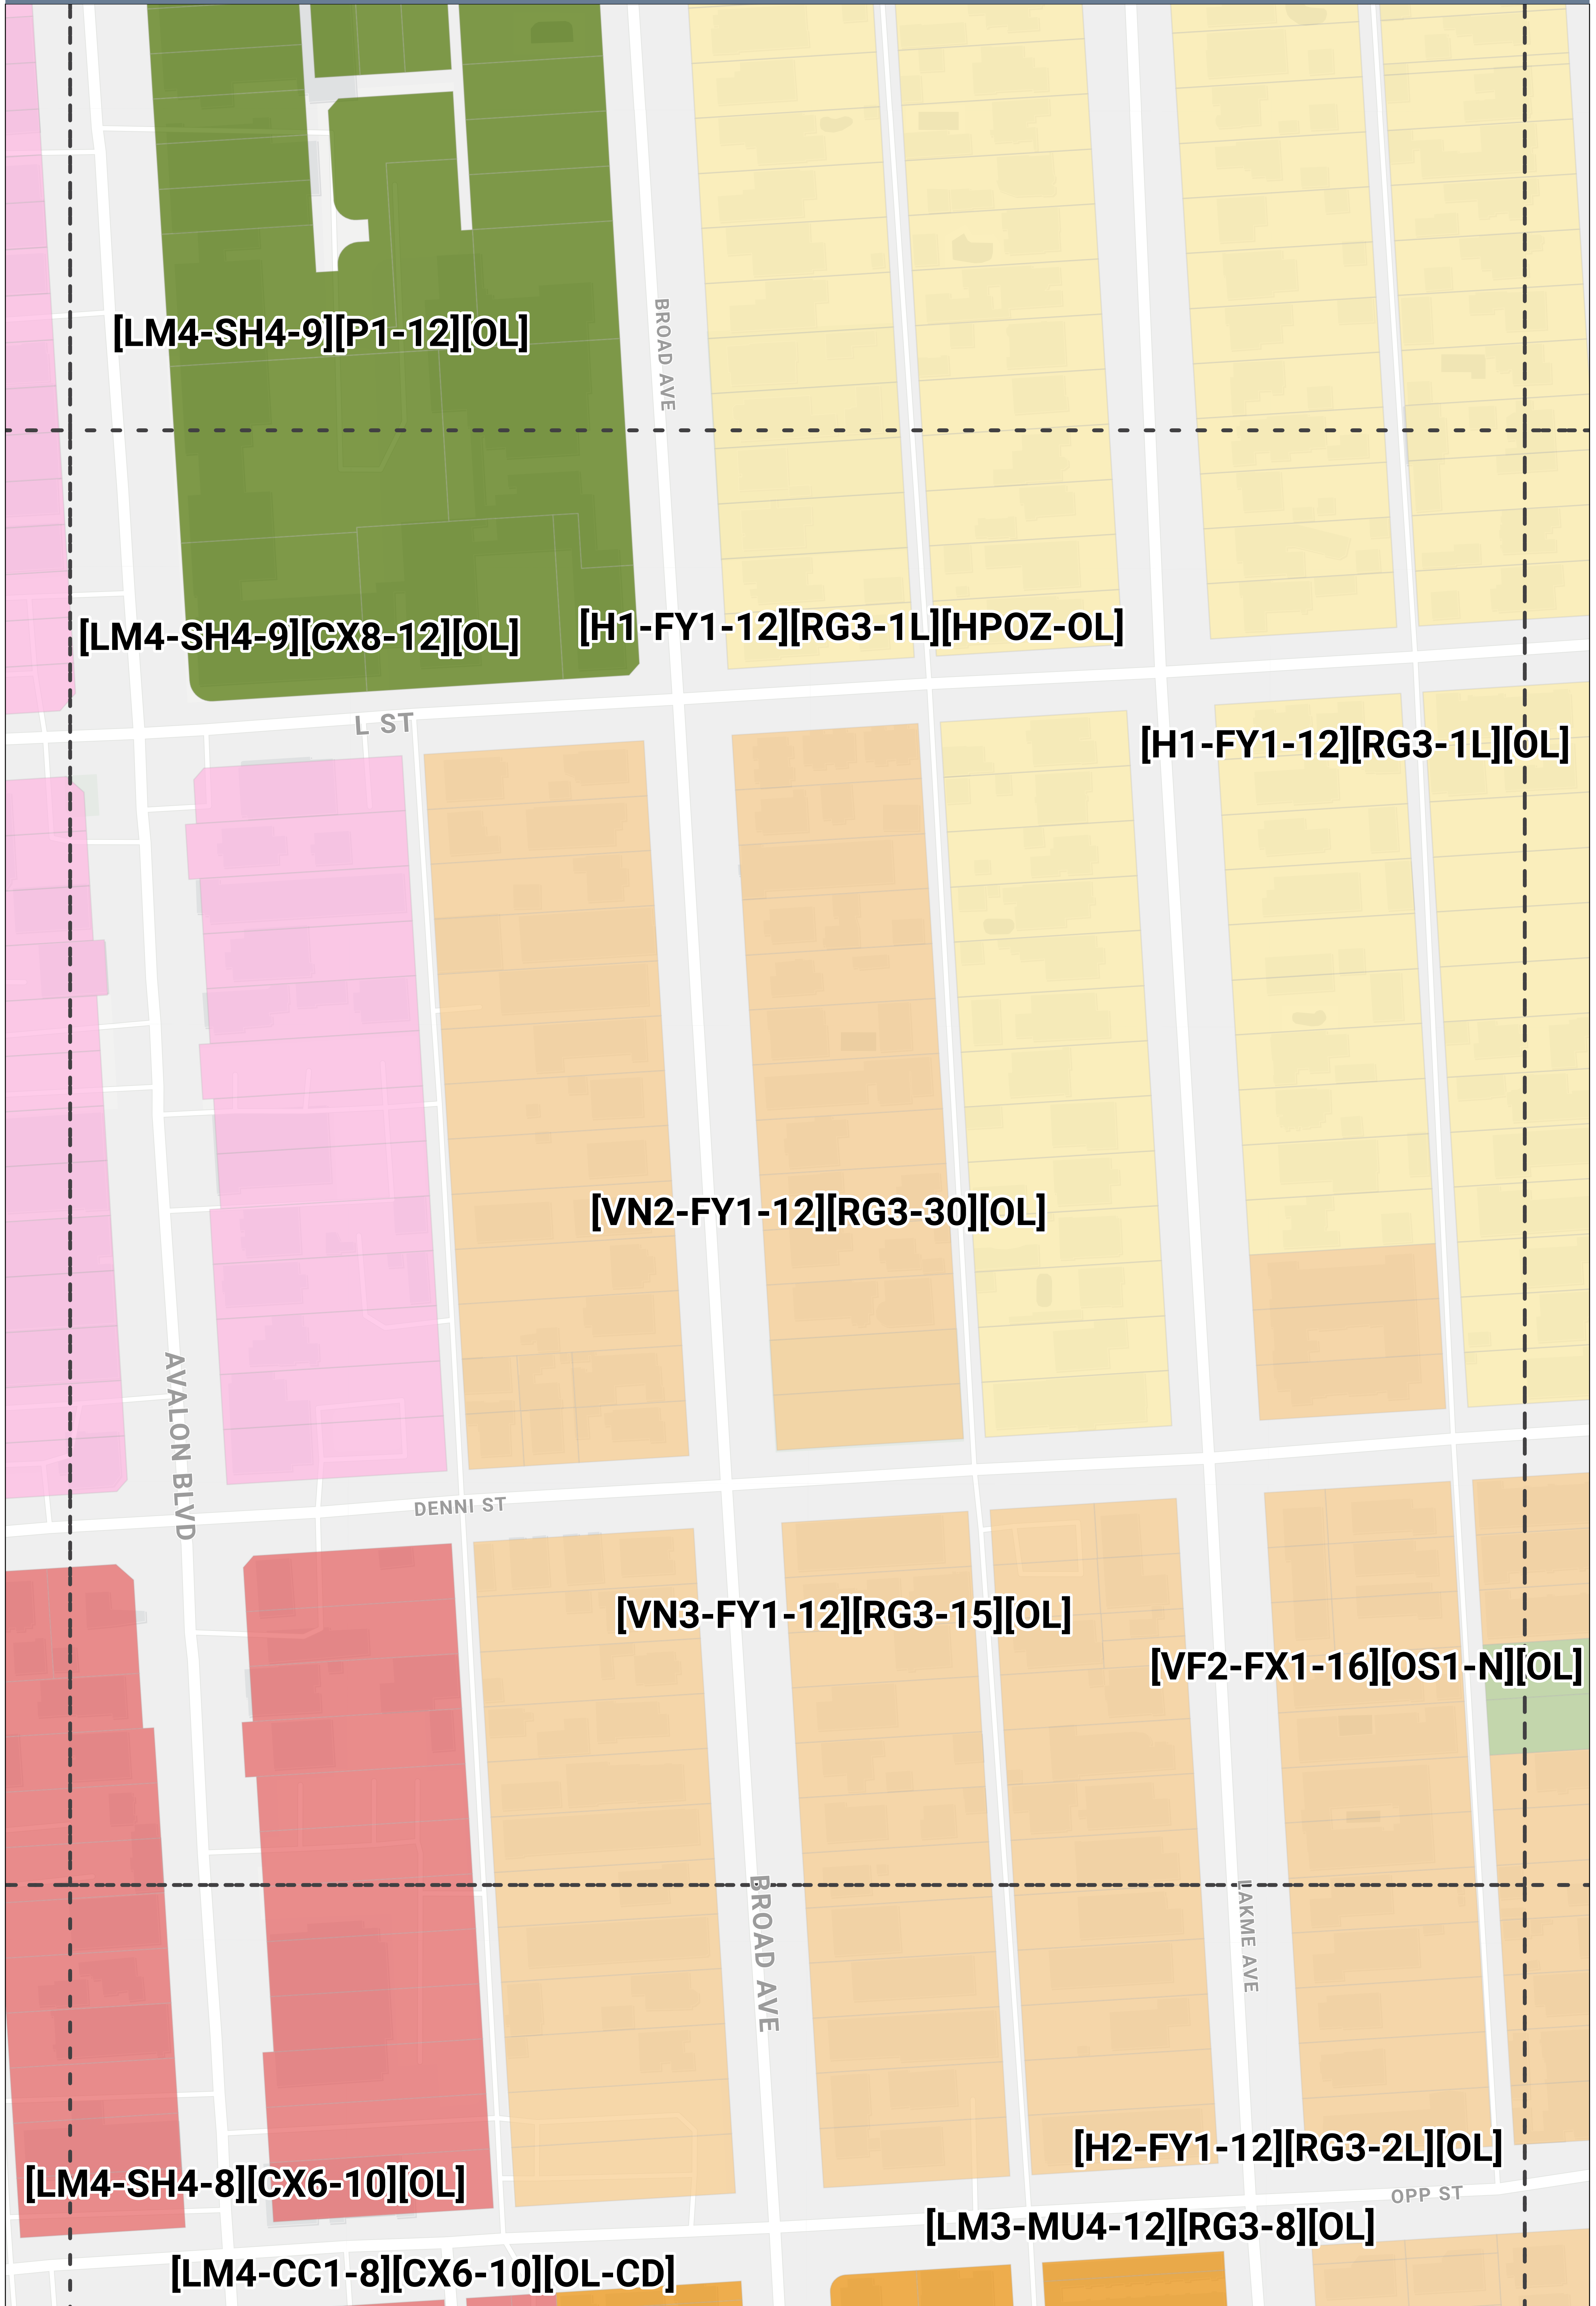 BROAD AVE
[LM4-SH4-9][P1-12][OL]
[LM4-SH4-9][CX8-12][OL]
[H1-FY1-12][RG3-1L][HPOZ-OL]
L ST
[H1-FY1-12][RG3-1L][OL]
[VN2-FY1-12][RG3-30][OL]
AVALON BLVD
DENNI ST
[VN3-FY1-12][RG3-15][OL]
[VF2-FX1-16][OS1-N][OL]
BROAD AVE
LAKME AVE
[H2-FY1-12][RG3-2L][OL]
[LM4-SH4-8][CX6-10][OL]
OPP ST
[LM3-MU4-12][RG3-8][OL]
[LM4-CC1-8][CX6-10][OL-CD]